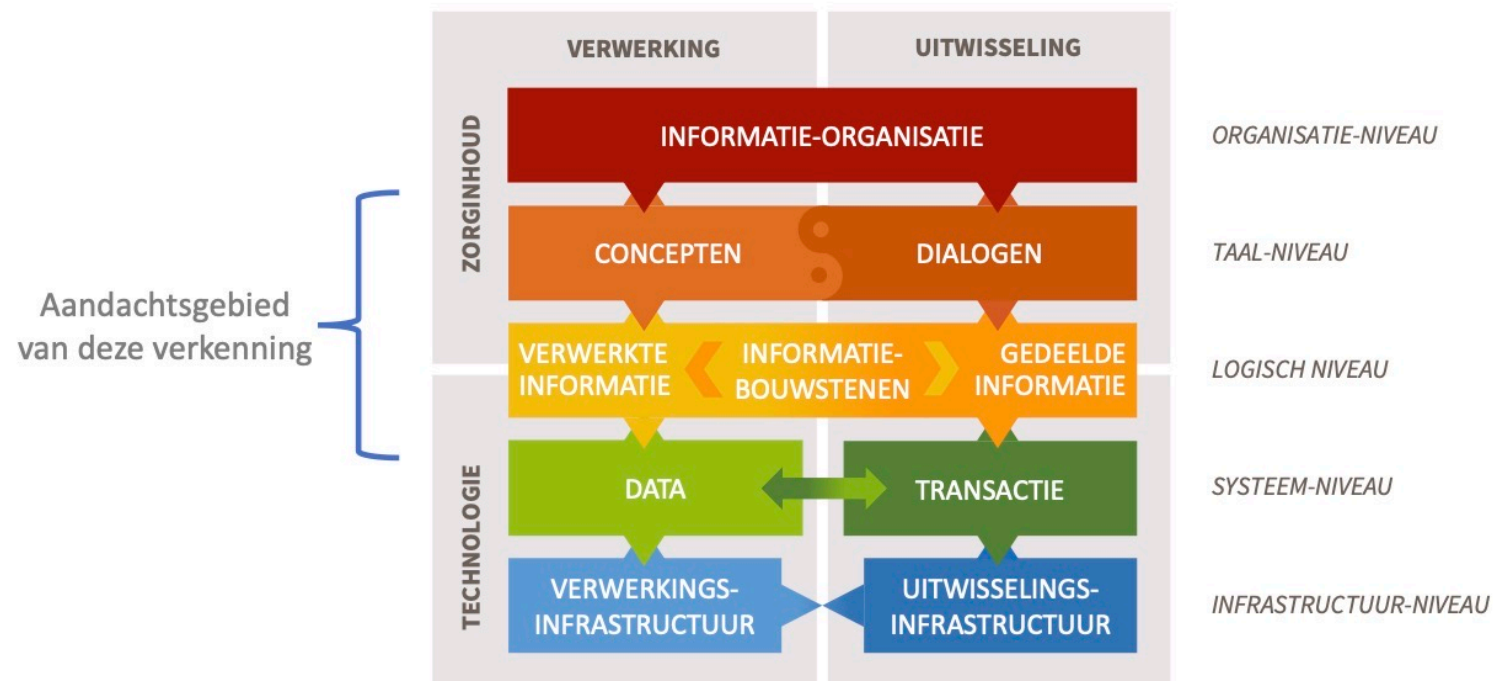 VERWERKING
UITWISSELING
ZORGINHOUD
INFORMATIE-ORGANISATIE
ORGANISATIE-NIVEAU
CONCEPTEN
DIALOGEN
TAAL-NIVEAU
Aandachtsgebied
van deze verkenning
VERWERKTE
INFORMATIE
INFORMATIE-
BOUWSTENEN
GEDEELDE
INFORMATIE
LOGISCH NIVEAU
TECHNOLOGIE
DATA
TRANSACTIE
SYSTEEM-NIVEAU
VERWERKINGS-
INFRASTRUCTUUR
UITWISSELINGS-
INFRASTRUCTUUR
INFRASTRUCTUUR-NIVEAU